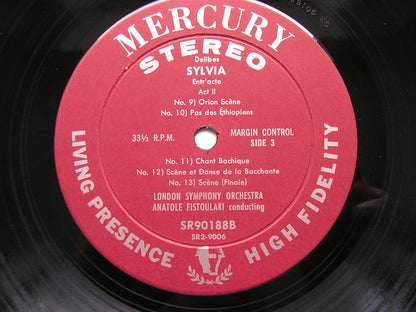 MERCURY
STEREO
Delibes
SYLVIA
Entr'acte
Act II
No. 9) Orion Scène
No. 10) Pas des Éthiopiens
33⅓ R.P.M.
MARGIN CONTROL
SIDE 3
No. 11) Chant Bachique
No. 12) Scène et Danse de la Bacchante
No. 13) Scène (Finale)
LONDON SYMPHONY ORCHESTRA
ANATOLE FISTOULARI conducting
SR90188B
SR2-9006
LIVING PRESENCE
HIGH FIDELITY